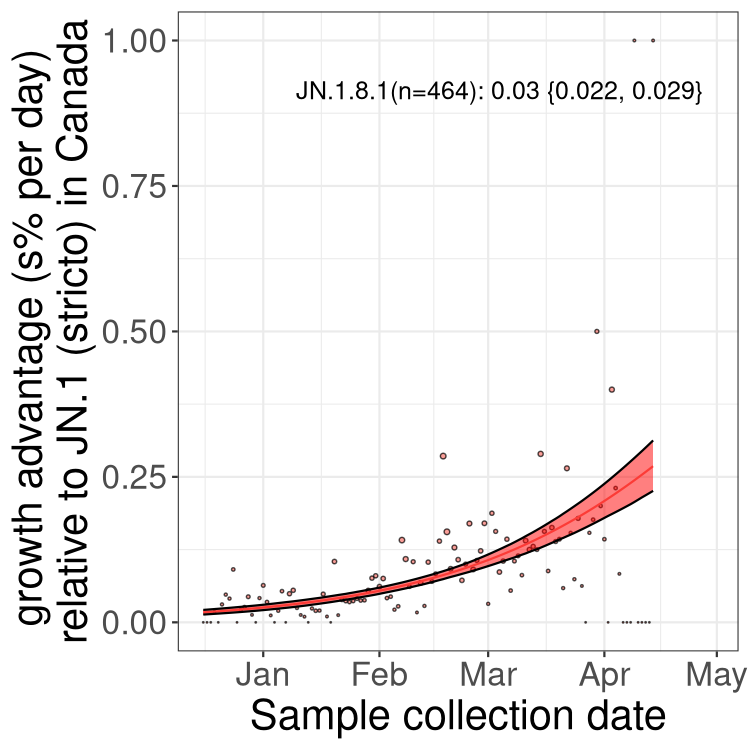 growth advantage (s% per day)
relative to JN.1 (stricto) in Canada
1.00
0.75
0.50
0.25
0.00
JN.1.8.1(n=464): 0.03 {0.022, 0.029}
Jan Feb Mar Apr May
Sample collection date